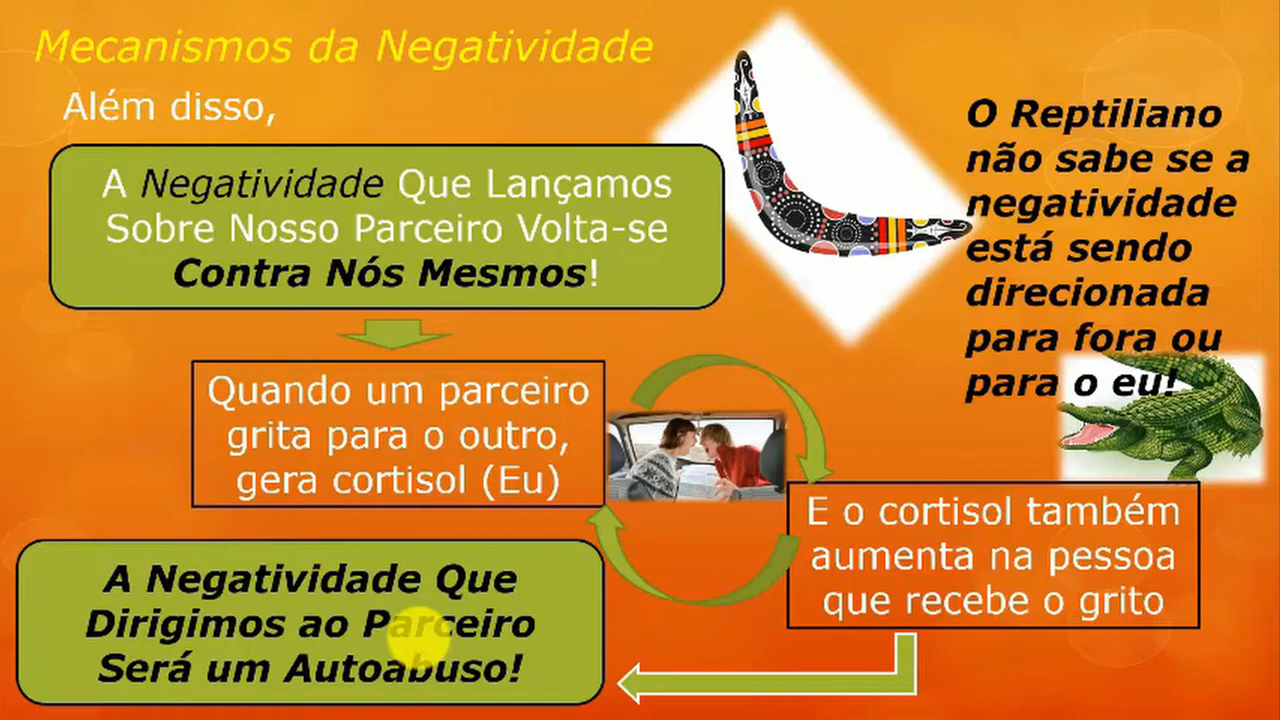 Mecanismos da Negatividade
Além disso,
A Negatividade Que Lançamos
Sobre Nosso Parceiro Volta-se
Contra Nós Mesmos!
O Reptiliano
não sabe se a
negatividade
está sendo
direcionada
para fora ou
para o eu!
Quando um parceiro
grita para o outro,
gera cortisol (Eu)
E o cortisol também
aumenta na pessoa
que recebe o grito
A Negatividade Que
Dirigimos ao Parceiro
Será um Autoabuso!